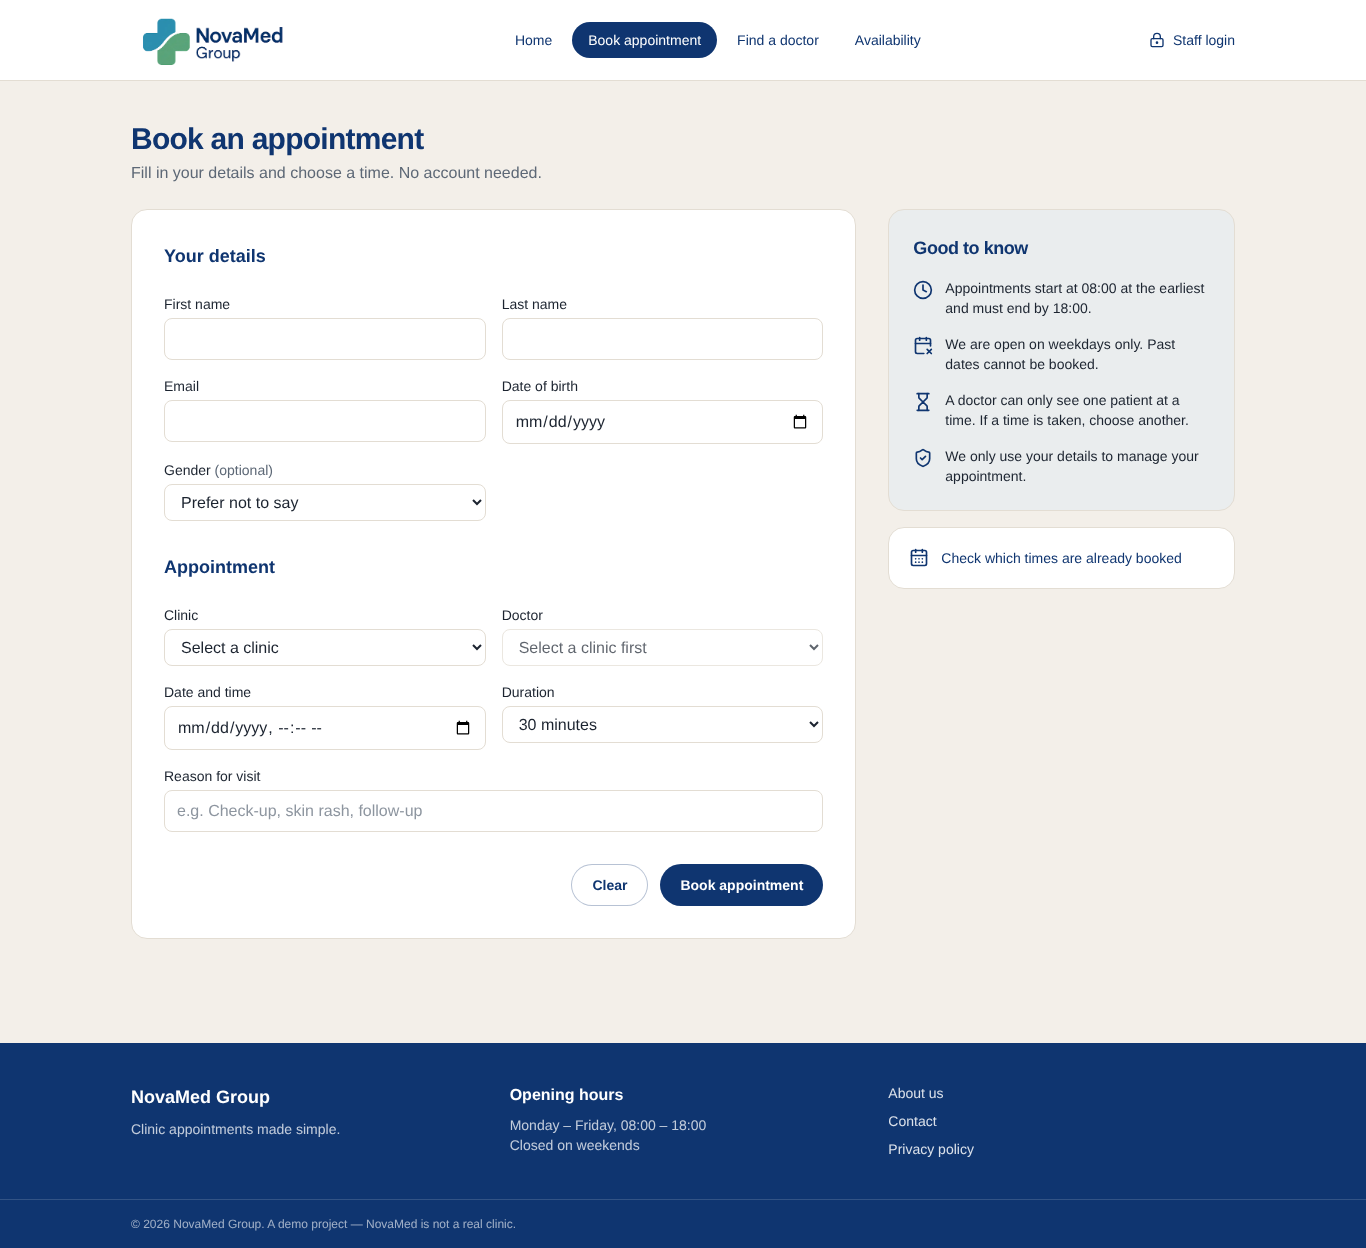 NovaMed
Group
Home
Book appointment
Find a doctor
Availability
Staff login
Book an appointment
Fill in your details and choose a time. No account needed.
Your details
First name
Last name
Email
Date of birth
mm/dd/yyyy
Gender (optional)
Prefer not to say
Appointment
Clinic
Doctor
Select a clinic
Select a clinic first
Date and time
Duration
mm/dd/yyyy, --:-- --
30 minutes
Reason for visit
e.g. Check-up, skin rash, follow-up
Clear
Book appointment
Good to know
Appointments start at 08:00 at the earliest
and must end by 18:00.
We are open on weekdays only. Past
dates cannot be booked.
A doctor can only see one patient at a
time. If a time is taken, choose another.
We only use your details to manage your
appointment.
Check which times are already booked
NovaMed Group
Clinic appointments made simple.
Opening hours
Monday – Friday, 08:00 – 18:00
Closed on weekends
About us
Contact
Privacy policy
© 2026 NovaMed Group. A demo project — NovaMed is not a real clinic.